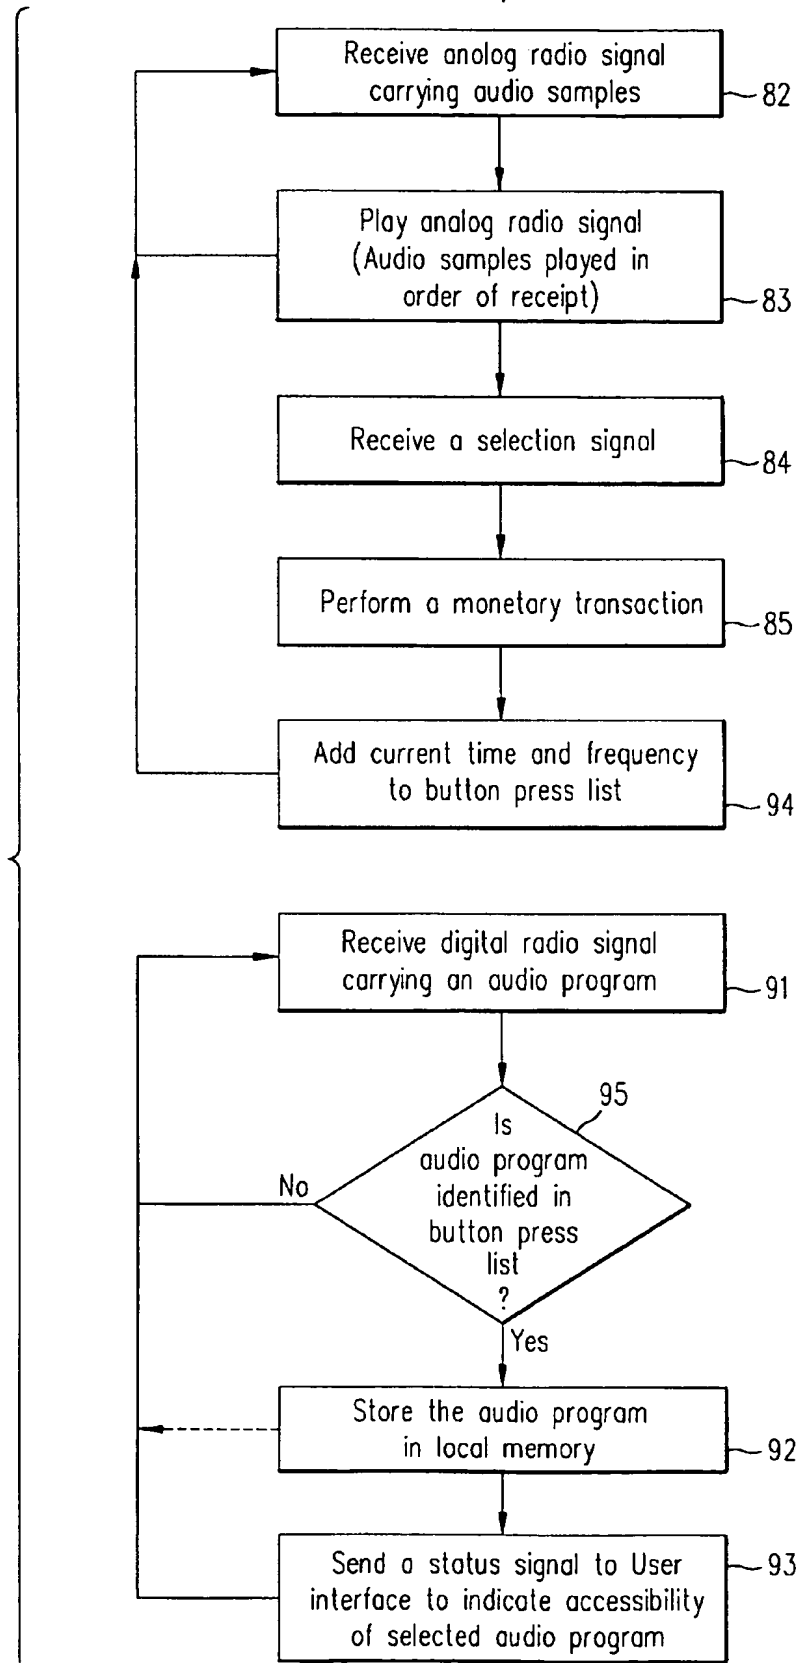 Receive analog radio signal
carrying audio samples
82
Play analog radio signal
(Audio samples played in
order of receipt)
83
Receive a selection signal
84
Perform a monetary transaction
85
Add current time and frequency
to button press list
94
Receive digital radio signal
carrying an audio program
91
95
Is
audio program
identified in
button press
list
?
No
Yes
Store the audio program
in local memory
92
Send a status signal to User
interface to indicate accessibility
of selected audio program
93